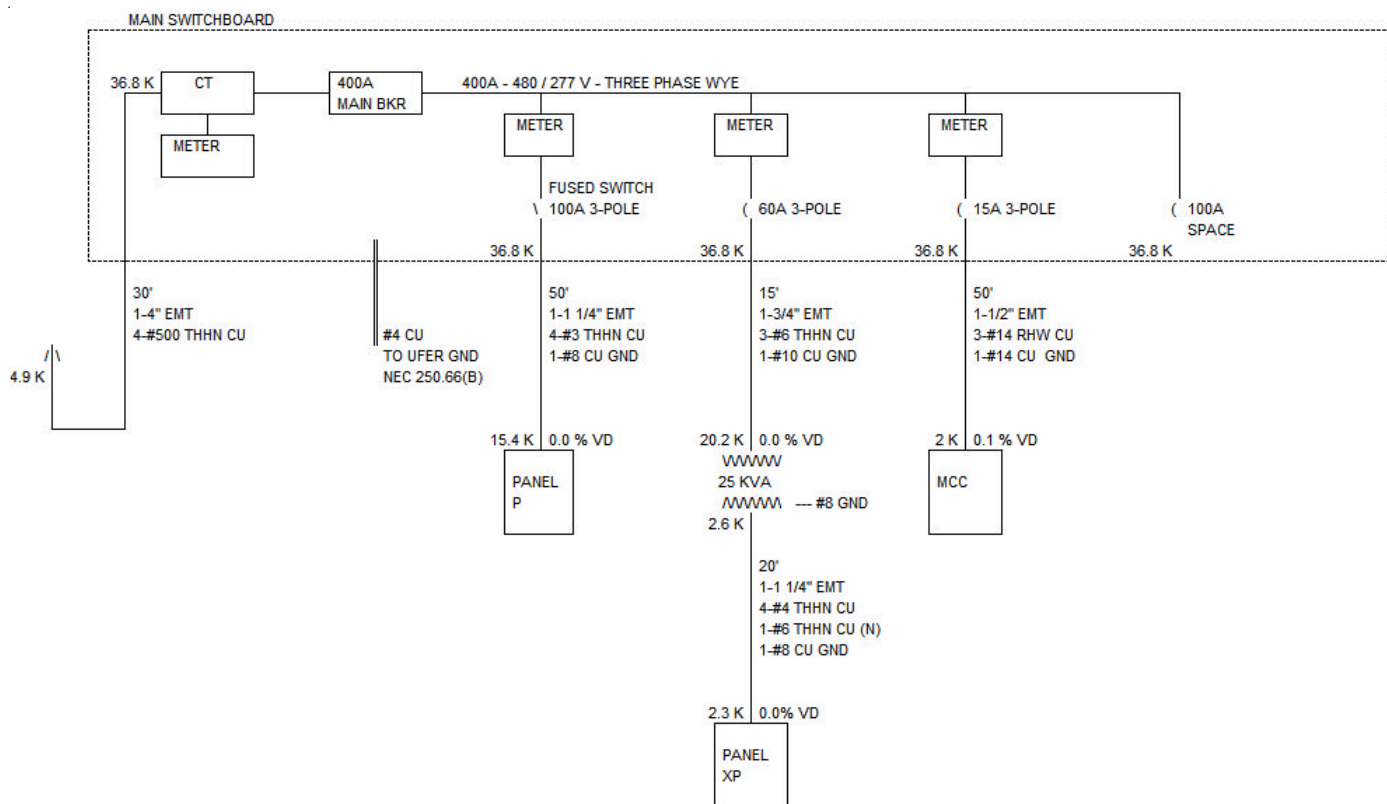 MAIN SWITCHBOARD
36.8 K
CT
METER
400A
MAIN BKR
400A - 480 / 277 V - THREE PHASE WYE
METER
METER
METER
FUSED SWITCH
\ 100A 3-POLE
( 60A 3-POLE
( 15A 3-POLE
( 100A
SPACE
36.8 K
36.8 K
36.8 K
36.8 K
30'
1-4" EMT
4-#500 THHN CU
/ \
4.9 K
#4 CU
TO UFER GND
NEC 250.66(B)
50'
1-1 1/4" EMT
4-#3 THHN CU
1-#8 CU GND
15.4 K 0.0 % VD
PANEL
P
15'
1-3/4" EMT
3-#6 THHN CU
1-#10 CU GND
20.2 K 0.0 % VD
25 KVA
--- #8 GND
2.6 K
20'
1-1 1/4" EMT
4-#4 THHN CU
1-#6 THHN CU (N)
1-#8 CU GND
2.3 K 0.0% VD
PANEL
XP
50'
1-1/2" EMT
3-#14 RHW CU
1-#14 CU GND
2 K 0.1 % VD
MCC